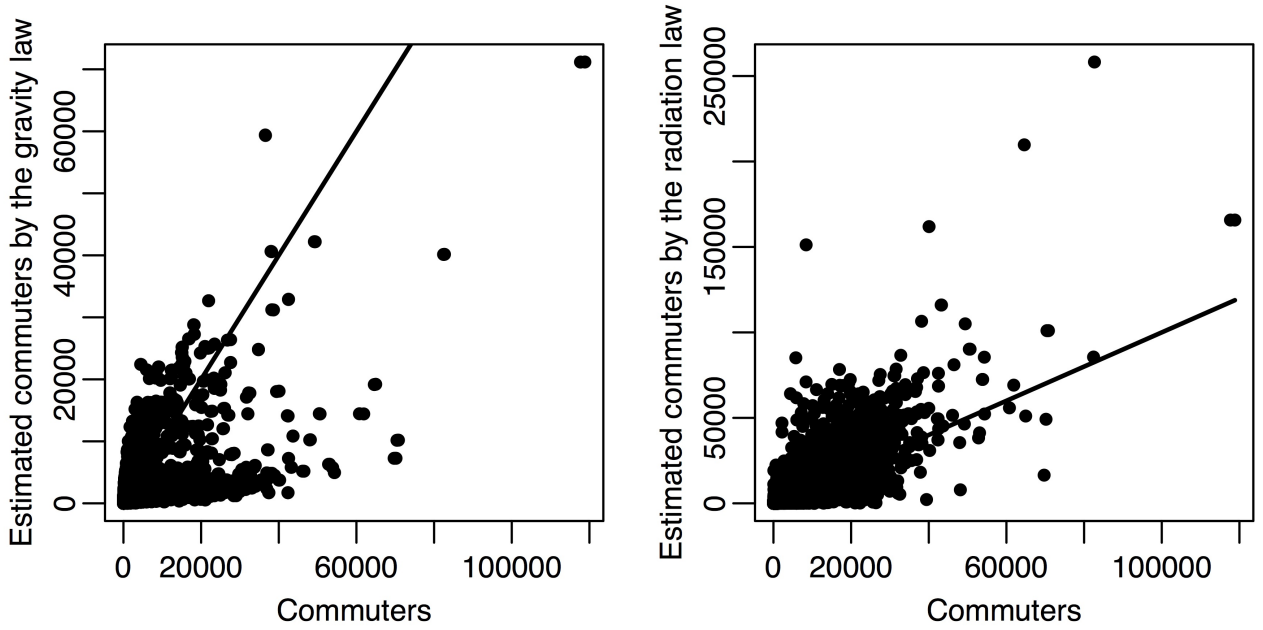 Estimated commuters by the gravity law
60000
40000
20000
0
0 20000 60000 100000
Commuters
Estimated commuters by the radiation law
250000
150000
50000
0
0 20000 60000 100000
Commuters